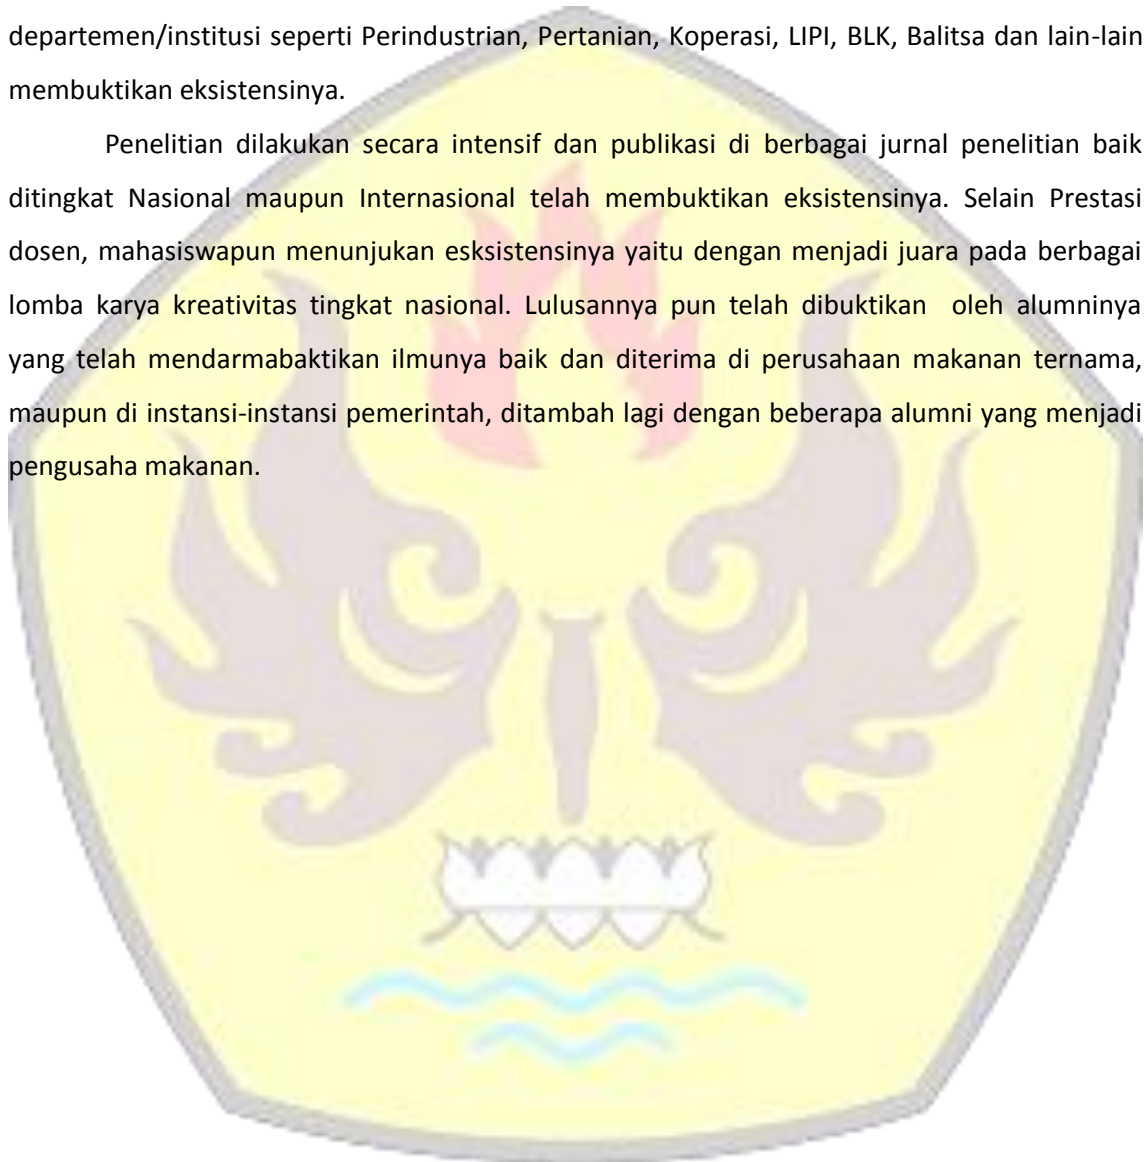 departemen/institusi seperti Perindustrian, Pertanian, Koperasi, LIPI, BLK, Balitsa dan lain-lain
membuktikan eksistensinya.
Penelitian dilakukan secara intensif dan publikasi di berbagai jurnal penelitian baik
ditingkat Nasional maupun Internasional telah membuktikan eksistensinya. Selain Prestasi
dosen, mahasiswapun menunjukan esksistensinya yaitu dengan menjadi juara pada berbagai
lomba karya kreativitas tingkat nasional. Lulusannya pun telah dibuktikan  oleh alumninya
yang telah mendarmabaktikan ilmunya baik dan diterima di perusahaan makanan ternama,
maupun di instansi-instansi pemerintah, ditambah lagi dengan beberapa alumni yang menjadi
pengusaha makanan.